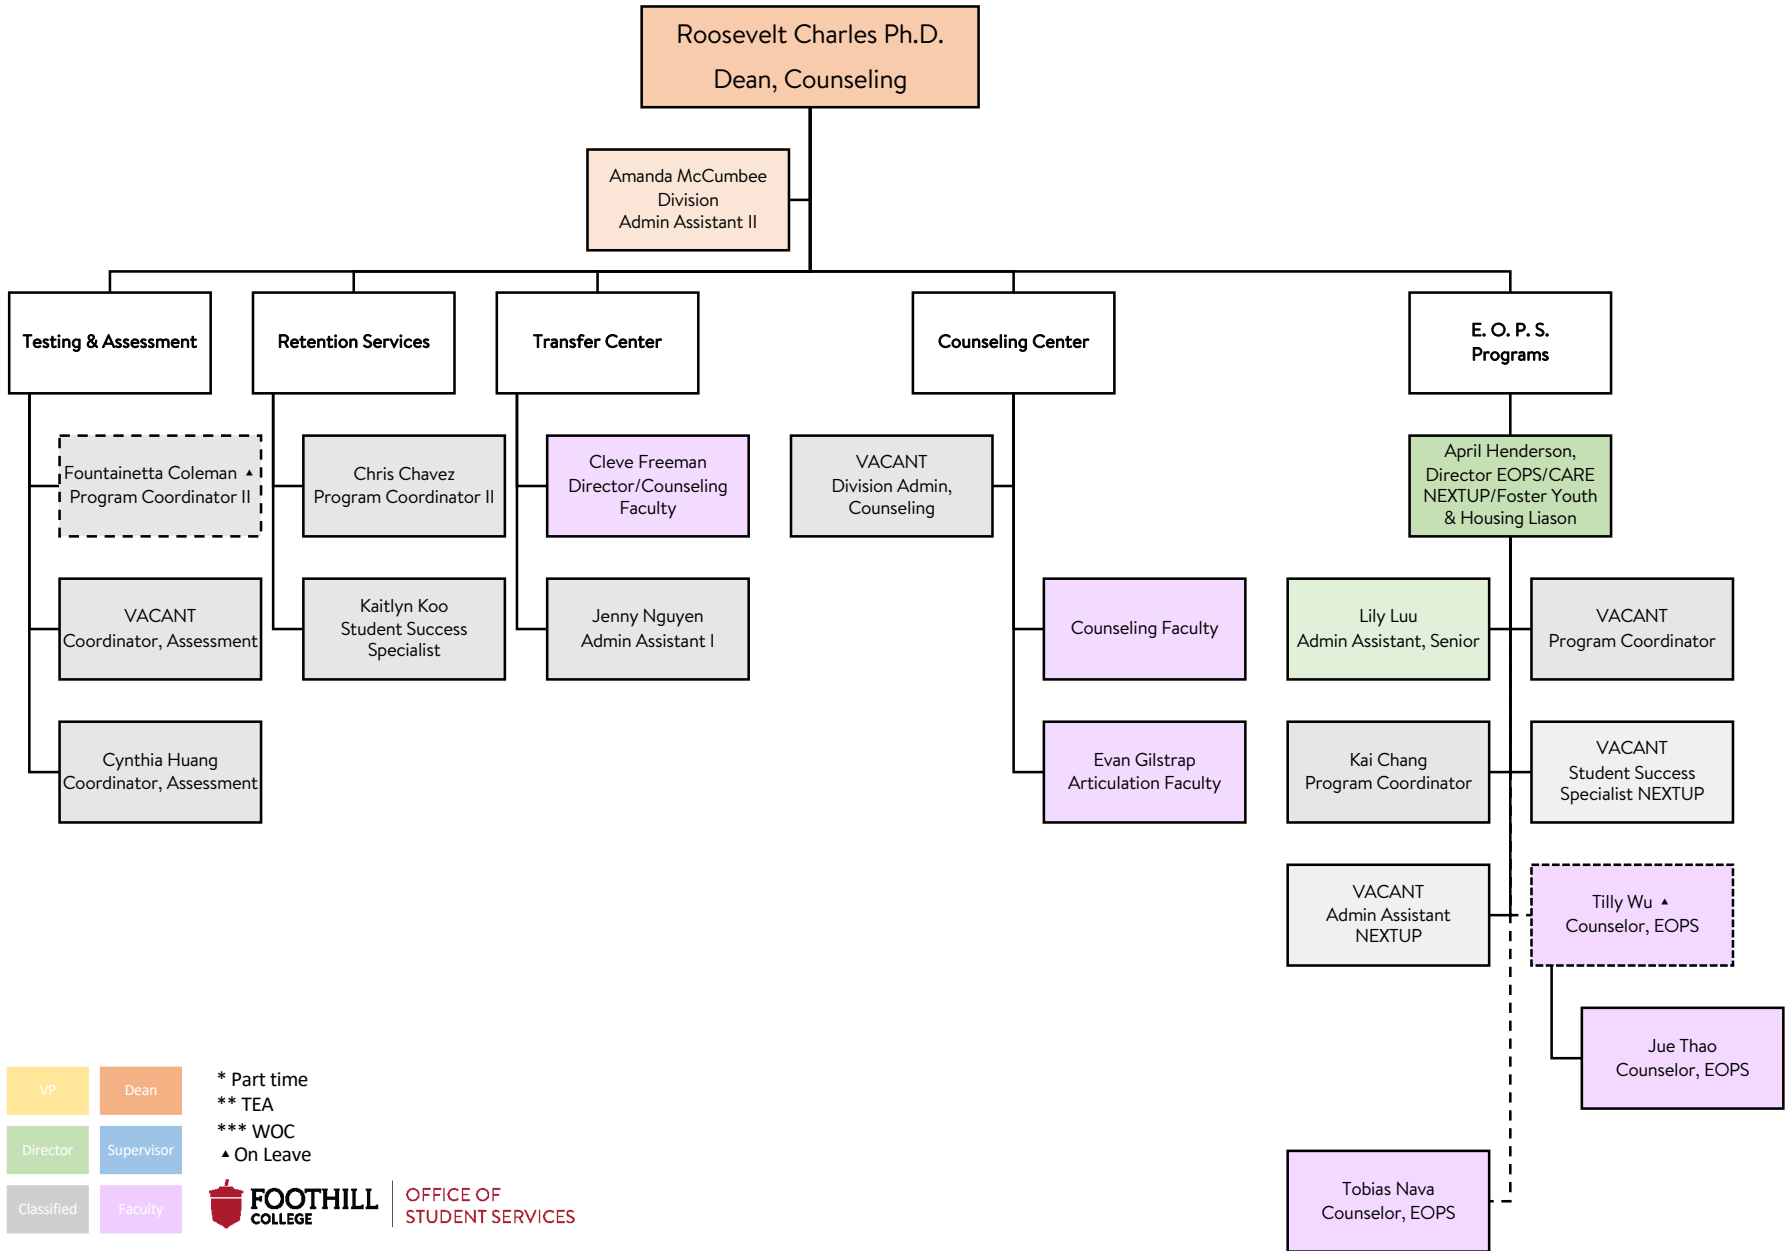 Roosevelt Charles Ph.D.
Dean, Counseling
Amanda McCumbee
Division
Admin Assistant II
Testing & Assessment
Retention Services
Transfer Center
Counseling Center
E. O. P. S.
Programs
Fountainetta Coleman ▲
Program Coordinator II
Chris Chavez
Program Coordinator II
Cleve Freeman
Director/Counseling
Faculty
VACANT
Division Admin,
Counseling
April Henderson,
Director EOPS/CARE
NEXTUP/Foster Youth
& Housing Liason
VACANT
Coordinator, Assessment
Kaitlyn Koo
Student Success
Specialist
Jenny Nguyen
Admin Assistant I
Counseling Faculty
Lily Luu
Admin Assistant, Senior
VACANT
Program Coordinator
Cynthia Huang
Coordinator, Assessment
Evan Gilstrap
Articulation Faculty
Kai Chang
Program Coordinator
VACANT
Student Success
Specialist NEXTUP
VACANT
Admin Assistant
NEXTUP
Tilly Wu ▲
Counselor, EOPS
Jue Thao
Counselor, EOPS
Tobias Nava
Counselor, EOPS
VP
Dean
Director
Supervisor
Classified
Faculty
* Part time
** TEA
*** WOC
▲ On Leave
FOOTHILL
COLLEGE
OFFICE OF
STUDENT SERVICES